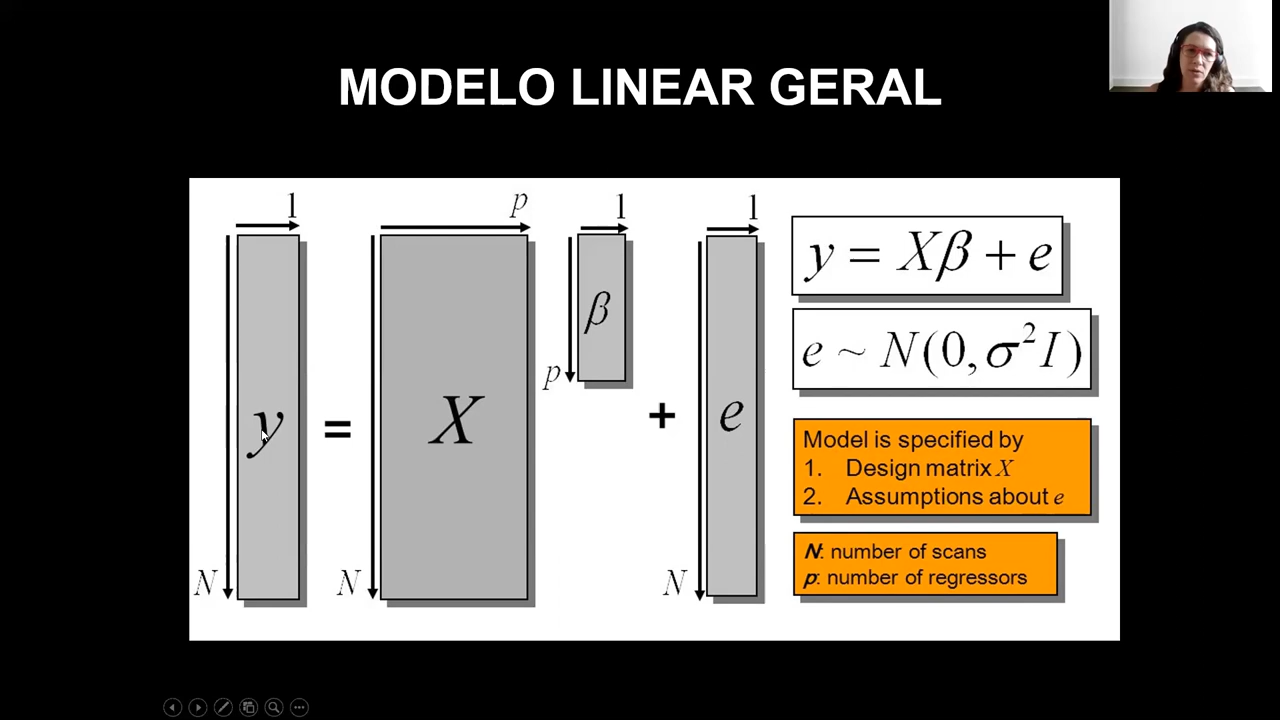 MODELO LINEAR GERAL
1
p
1
1
y
=
X
β
+
e
N
N
p
N
y = Xβ + e
e ~ N(0, σ²I)
Model is specified by
1. Design matrix X
2. Assumptions about e
N: number of scans
p: number of regressors